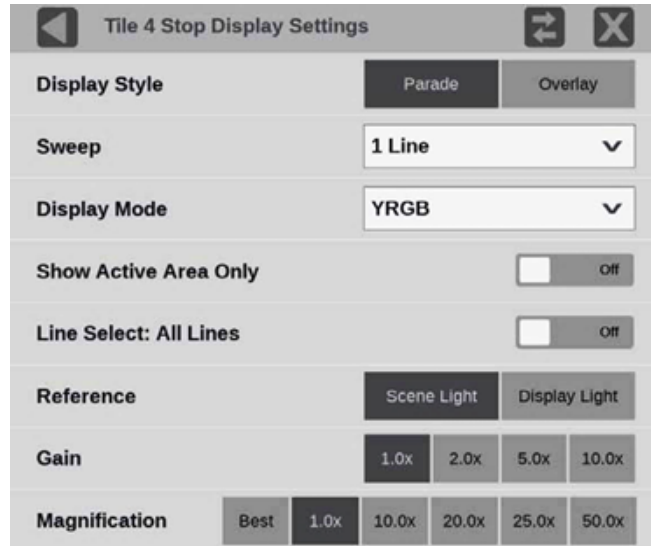 Tile 4 Stop Display Settings
Display Style Parade Overlay
Sweep 1 Line
Display Mode YRGB
Show Active Area Only Off
Line Select: All Lines Off
Reference Scene Light Display Light
Gain 1.0x 2.0x 5.0x 10.0x
Magnification Best 1.0x 10.0x 20.0x 25.0x 50.0x